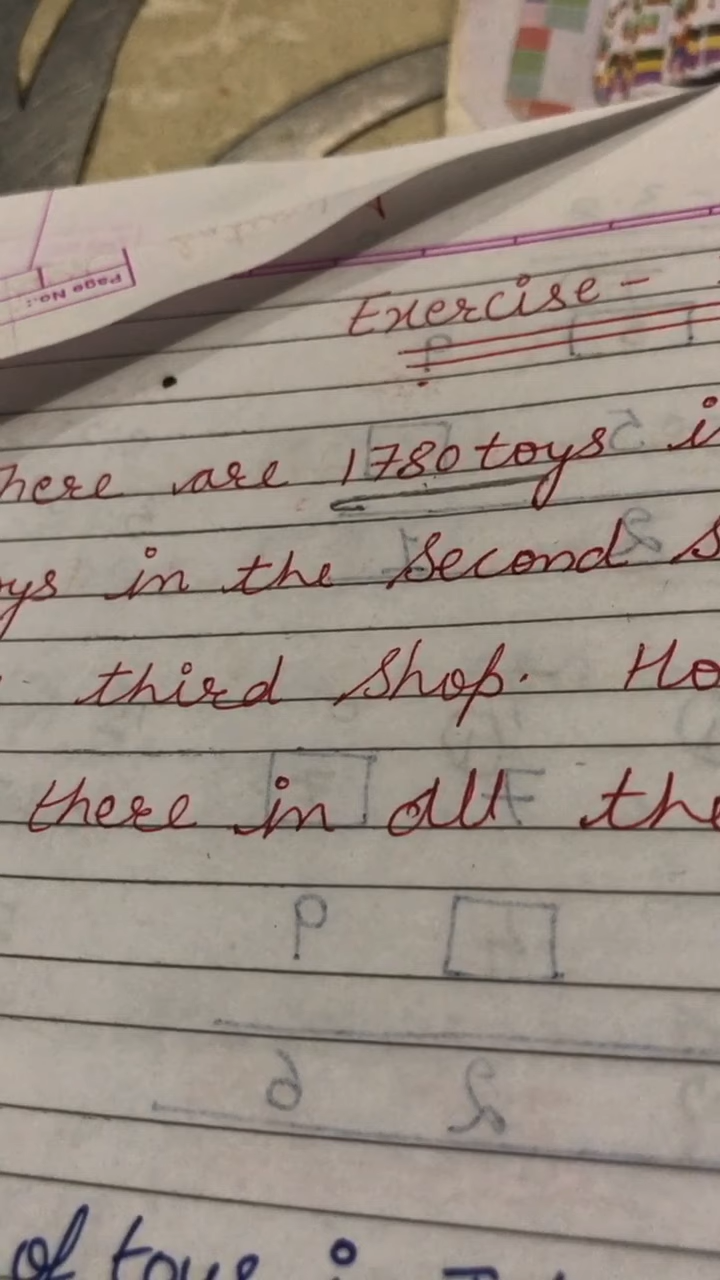 Page No.:
Exercise -
here are 1780 toys i
ys in the second s
third shop. Ho
there in all the
of toys i